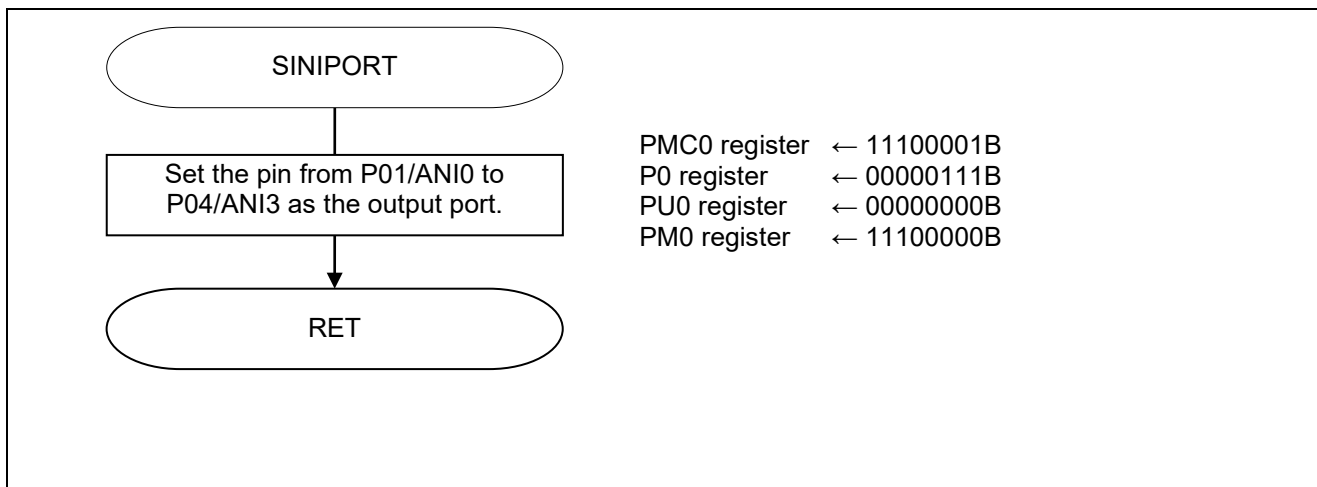 SINIPORT
Set the pin from P01/ANI0 to
P04/ANI3 as the output port.
RET
PMC0 register ← 11100001B
P0 register ← 00000111B
PU0 register ← 00000000B
PM0 register ← 11100000B